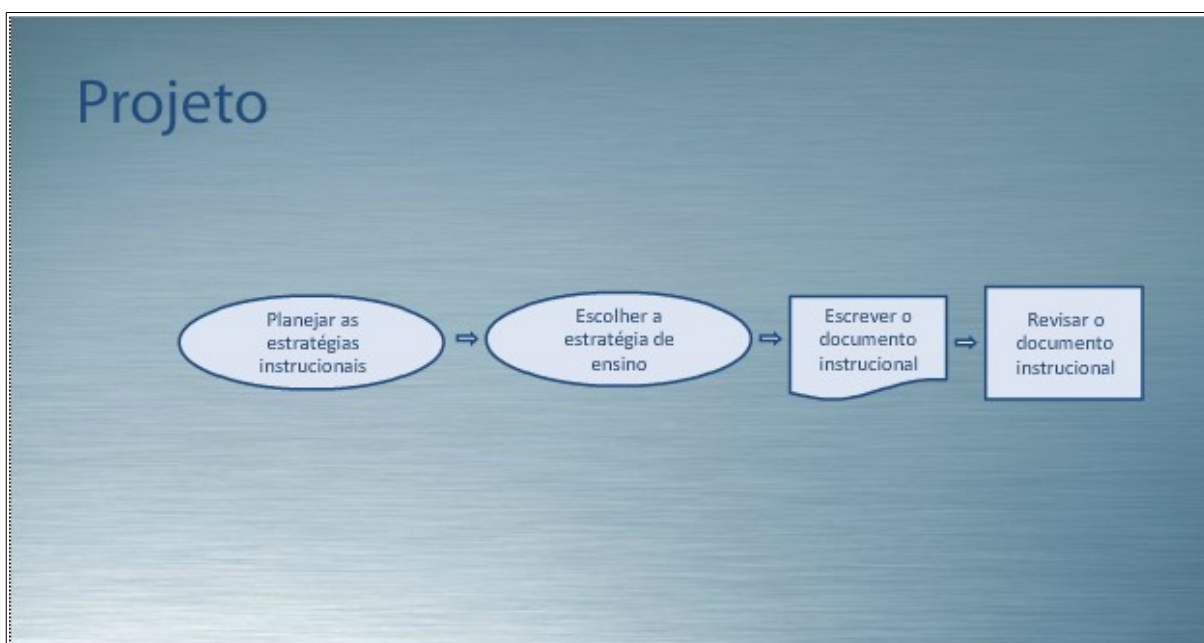 Projeto
Planejar as
estratégias
instrucionais
Escolher a
estratégia de
ensino
Escrever o
documento
instrucional
Revisar o
documento
instrucional